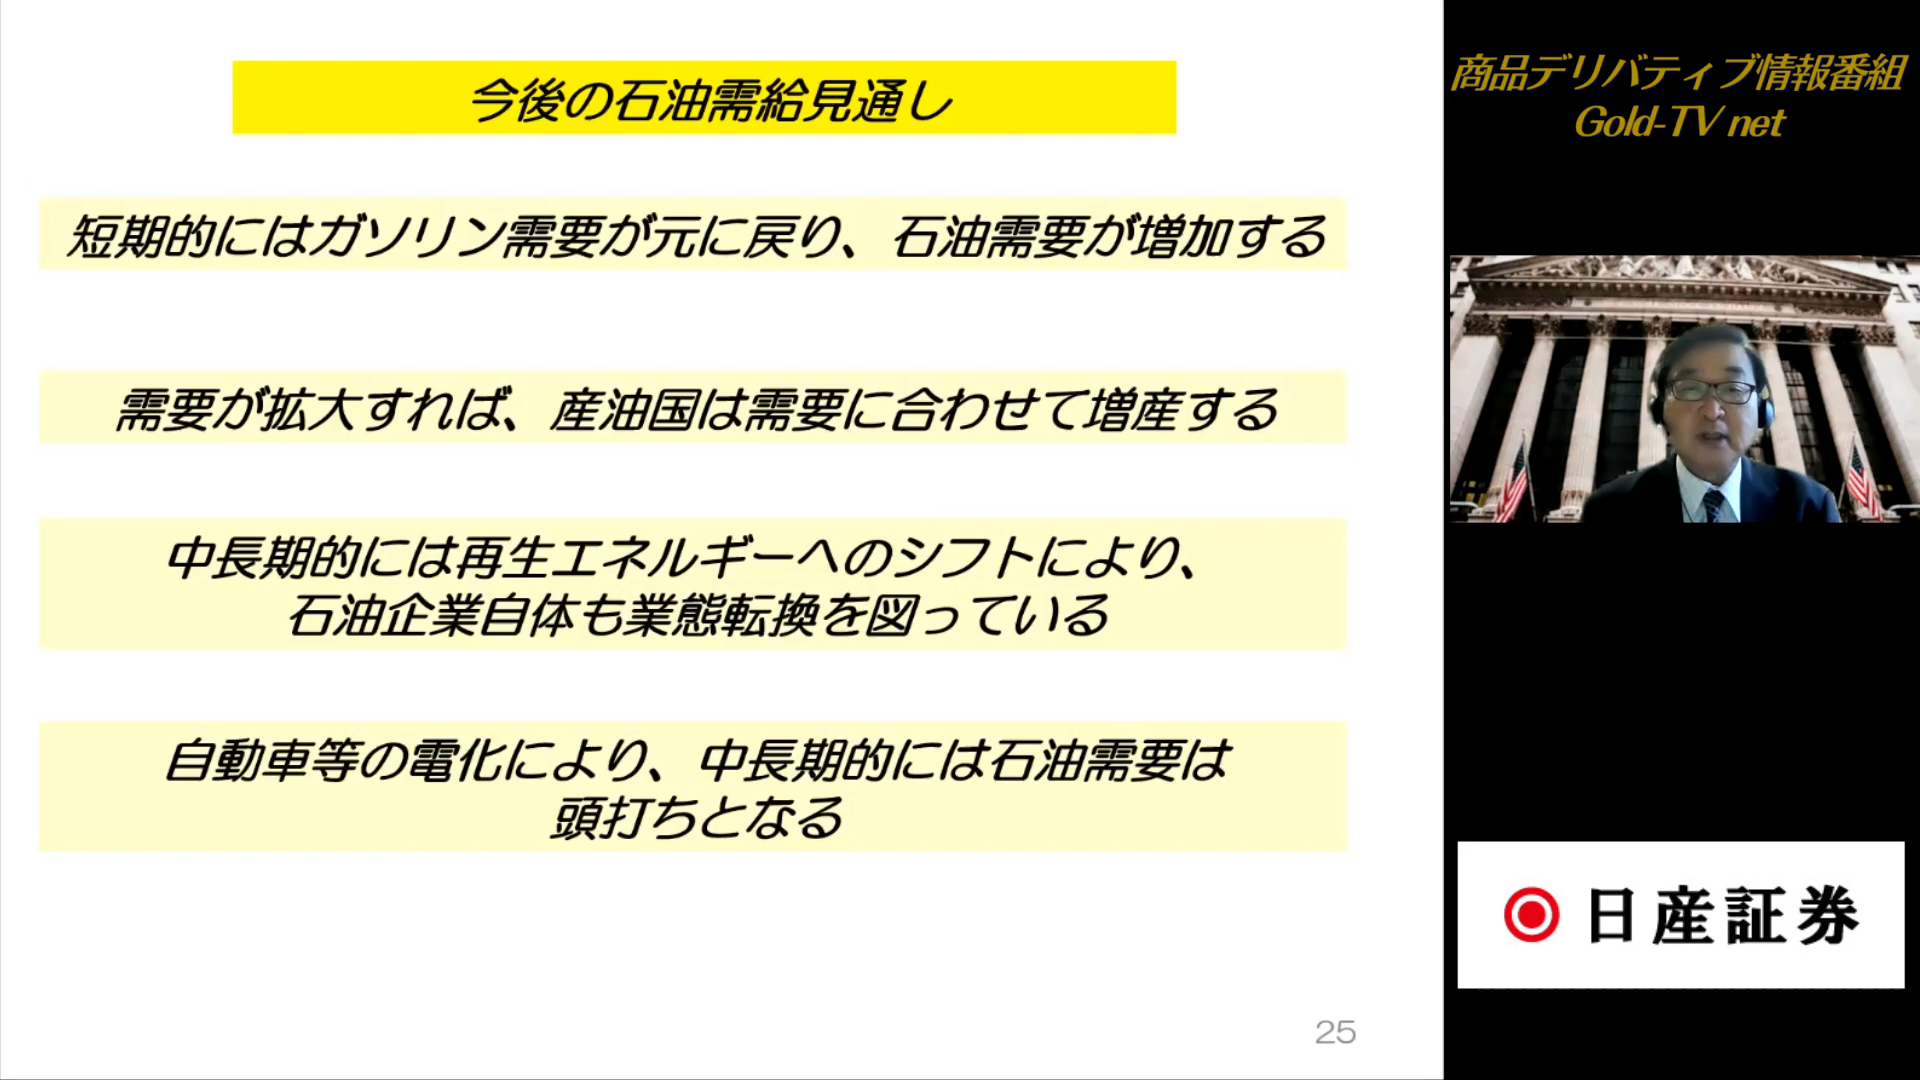 今後の石油需給見通し
短期的にはガソリン需要が元に戻り、石油需要が増加する
需要が拡大すれば、産油国は需要に合わせて増産する
中長期的には再生エネルギーへのシフトにより、
石油企業自体も業態転換を図っている
自動車等の電化により、中長期的には石油需要は
頭打ちとなる
25
商品デリバティブ情報番組
Gold-TV net
日産証券